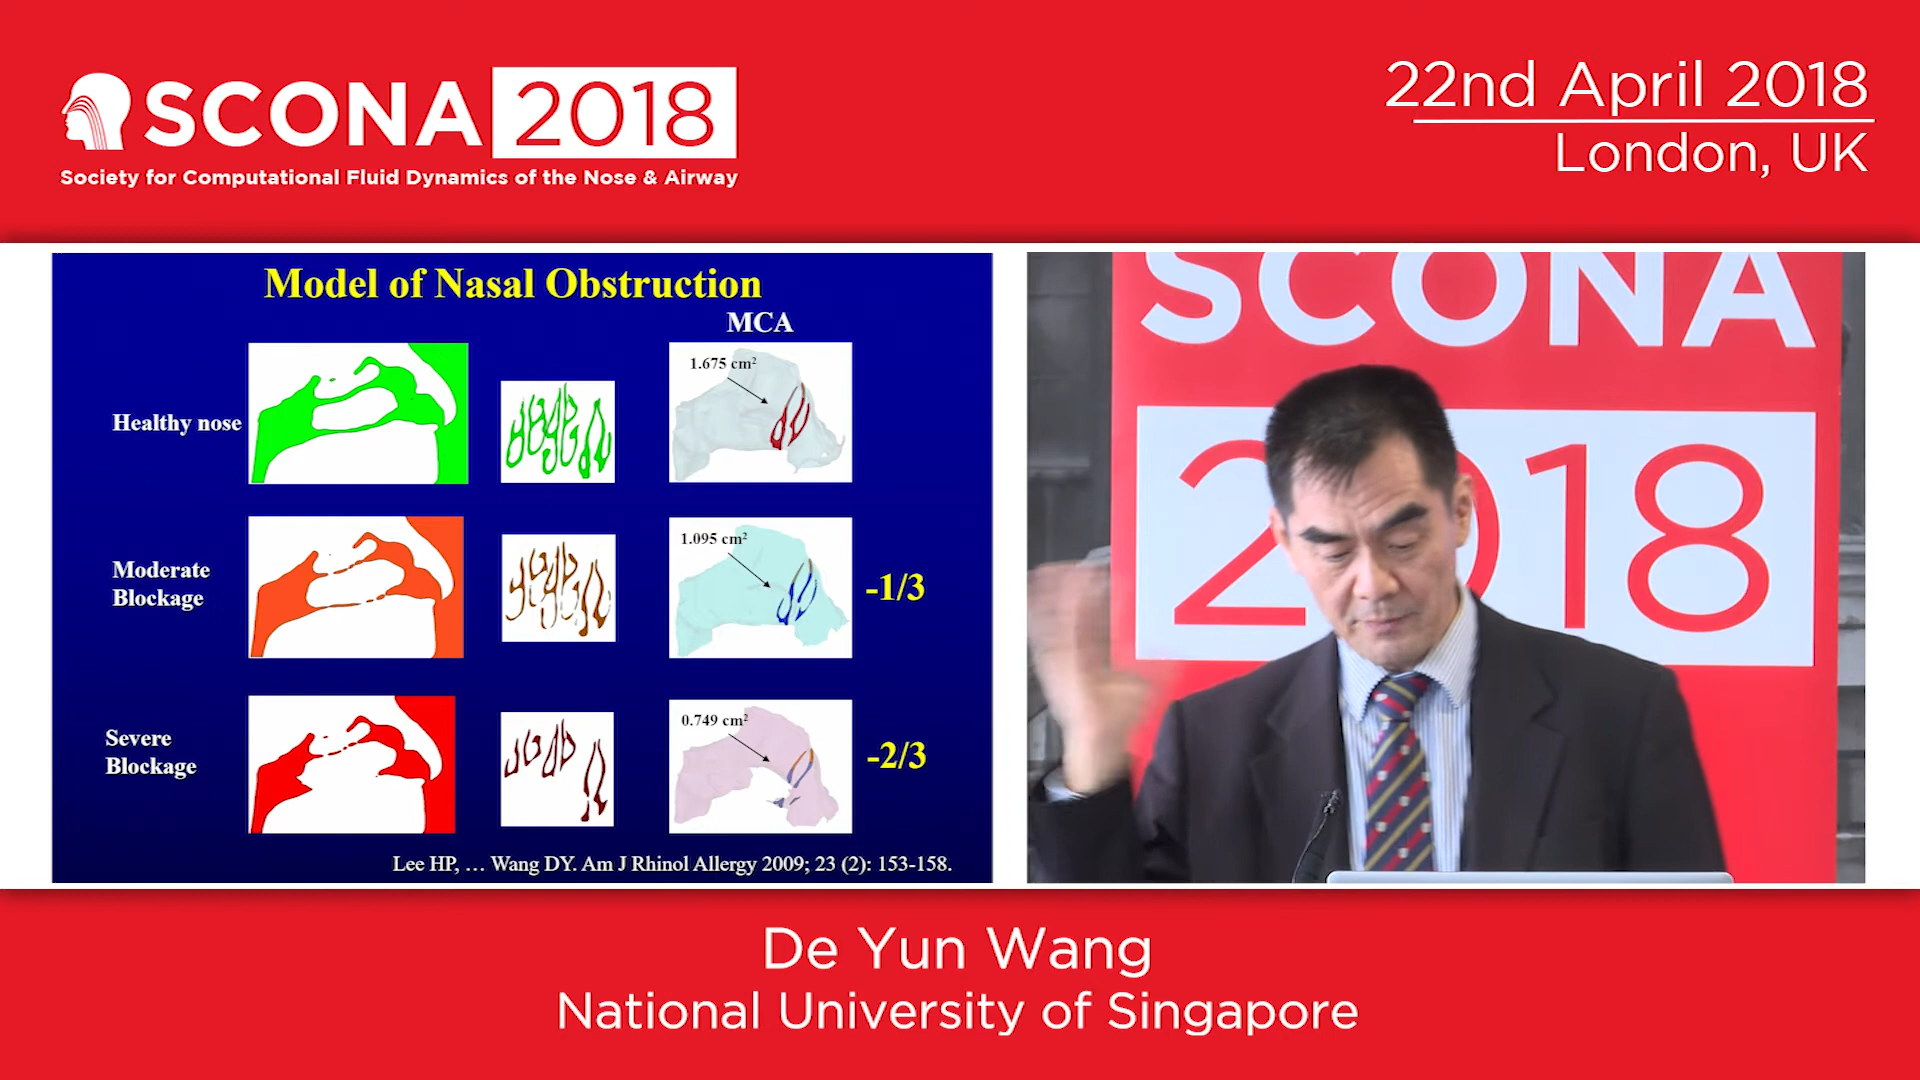 SCONA 2018
Society for Computational Fluid Dynamics of the Nose & Airway
22nd April 2018
London, UK
Model of Nasal Obstruction
MCA
Healthy nose
1.675 cm²
Moderate
Blockage
1.095 cm²
-1/3
Severe
Blockage
0.749 cm²
-2/3
Lee HP, … Wang DY. Am J Rhinol Allergy 2009; 23 (2): 153-158.
SCONA
2018
De Yun Wang
National University of Singapore